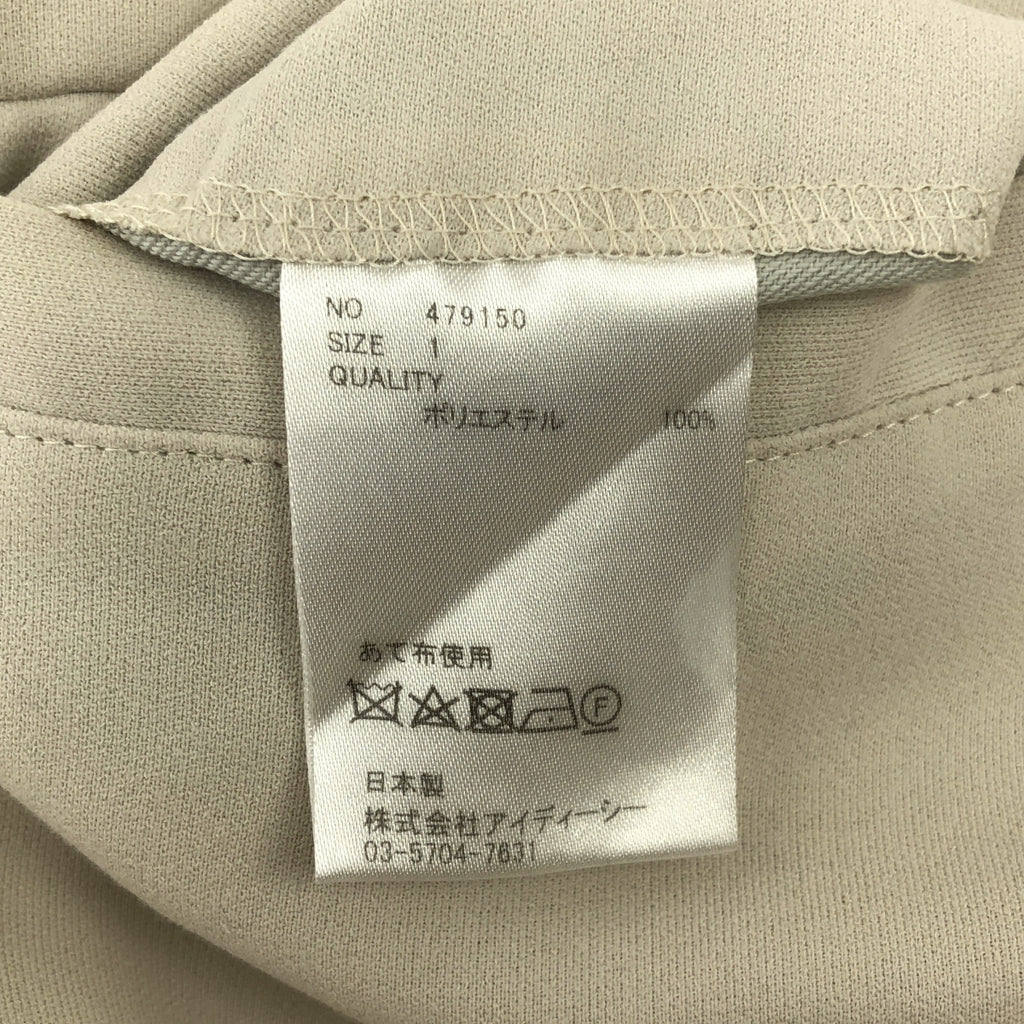 NO 479150
SIZE 1
QUALITY
ポリエステル 100%
あて布使用
F
日本製
株式会社アイディーシー
03-5704-7631